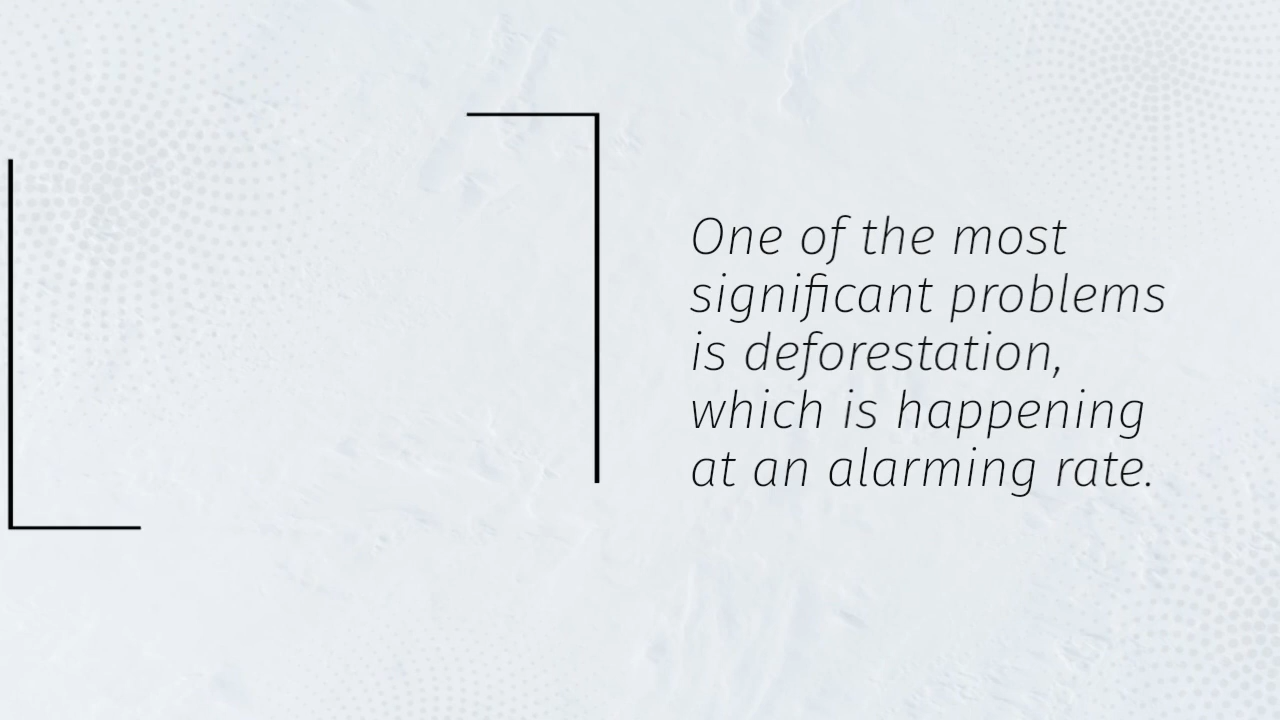 One of the most
significant problems
is deforestation,
which is happening
at an alarming rate.